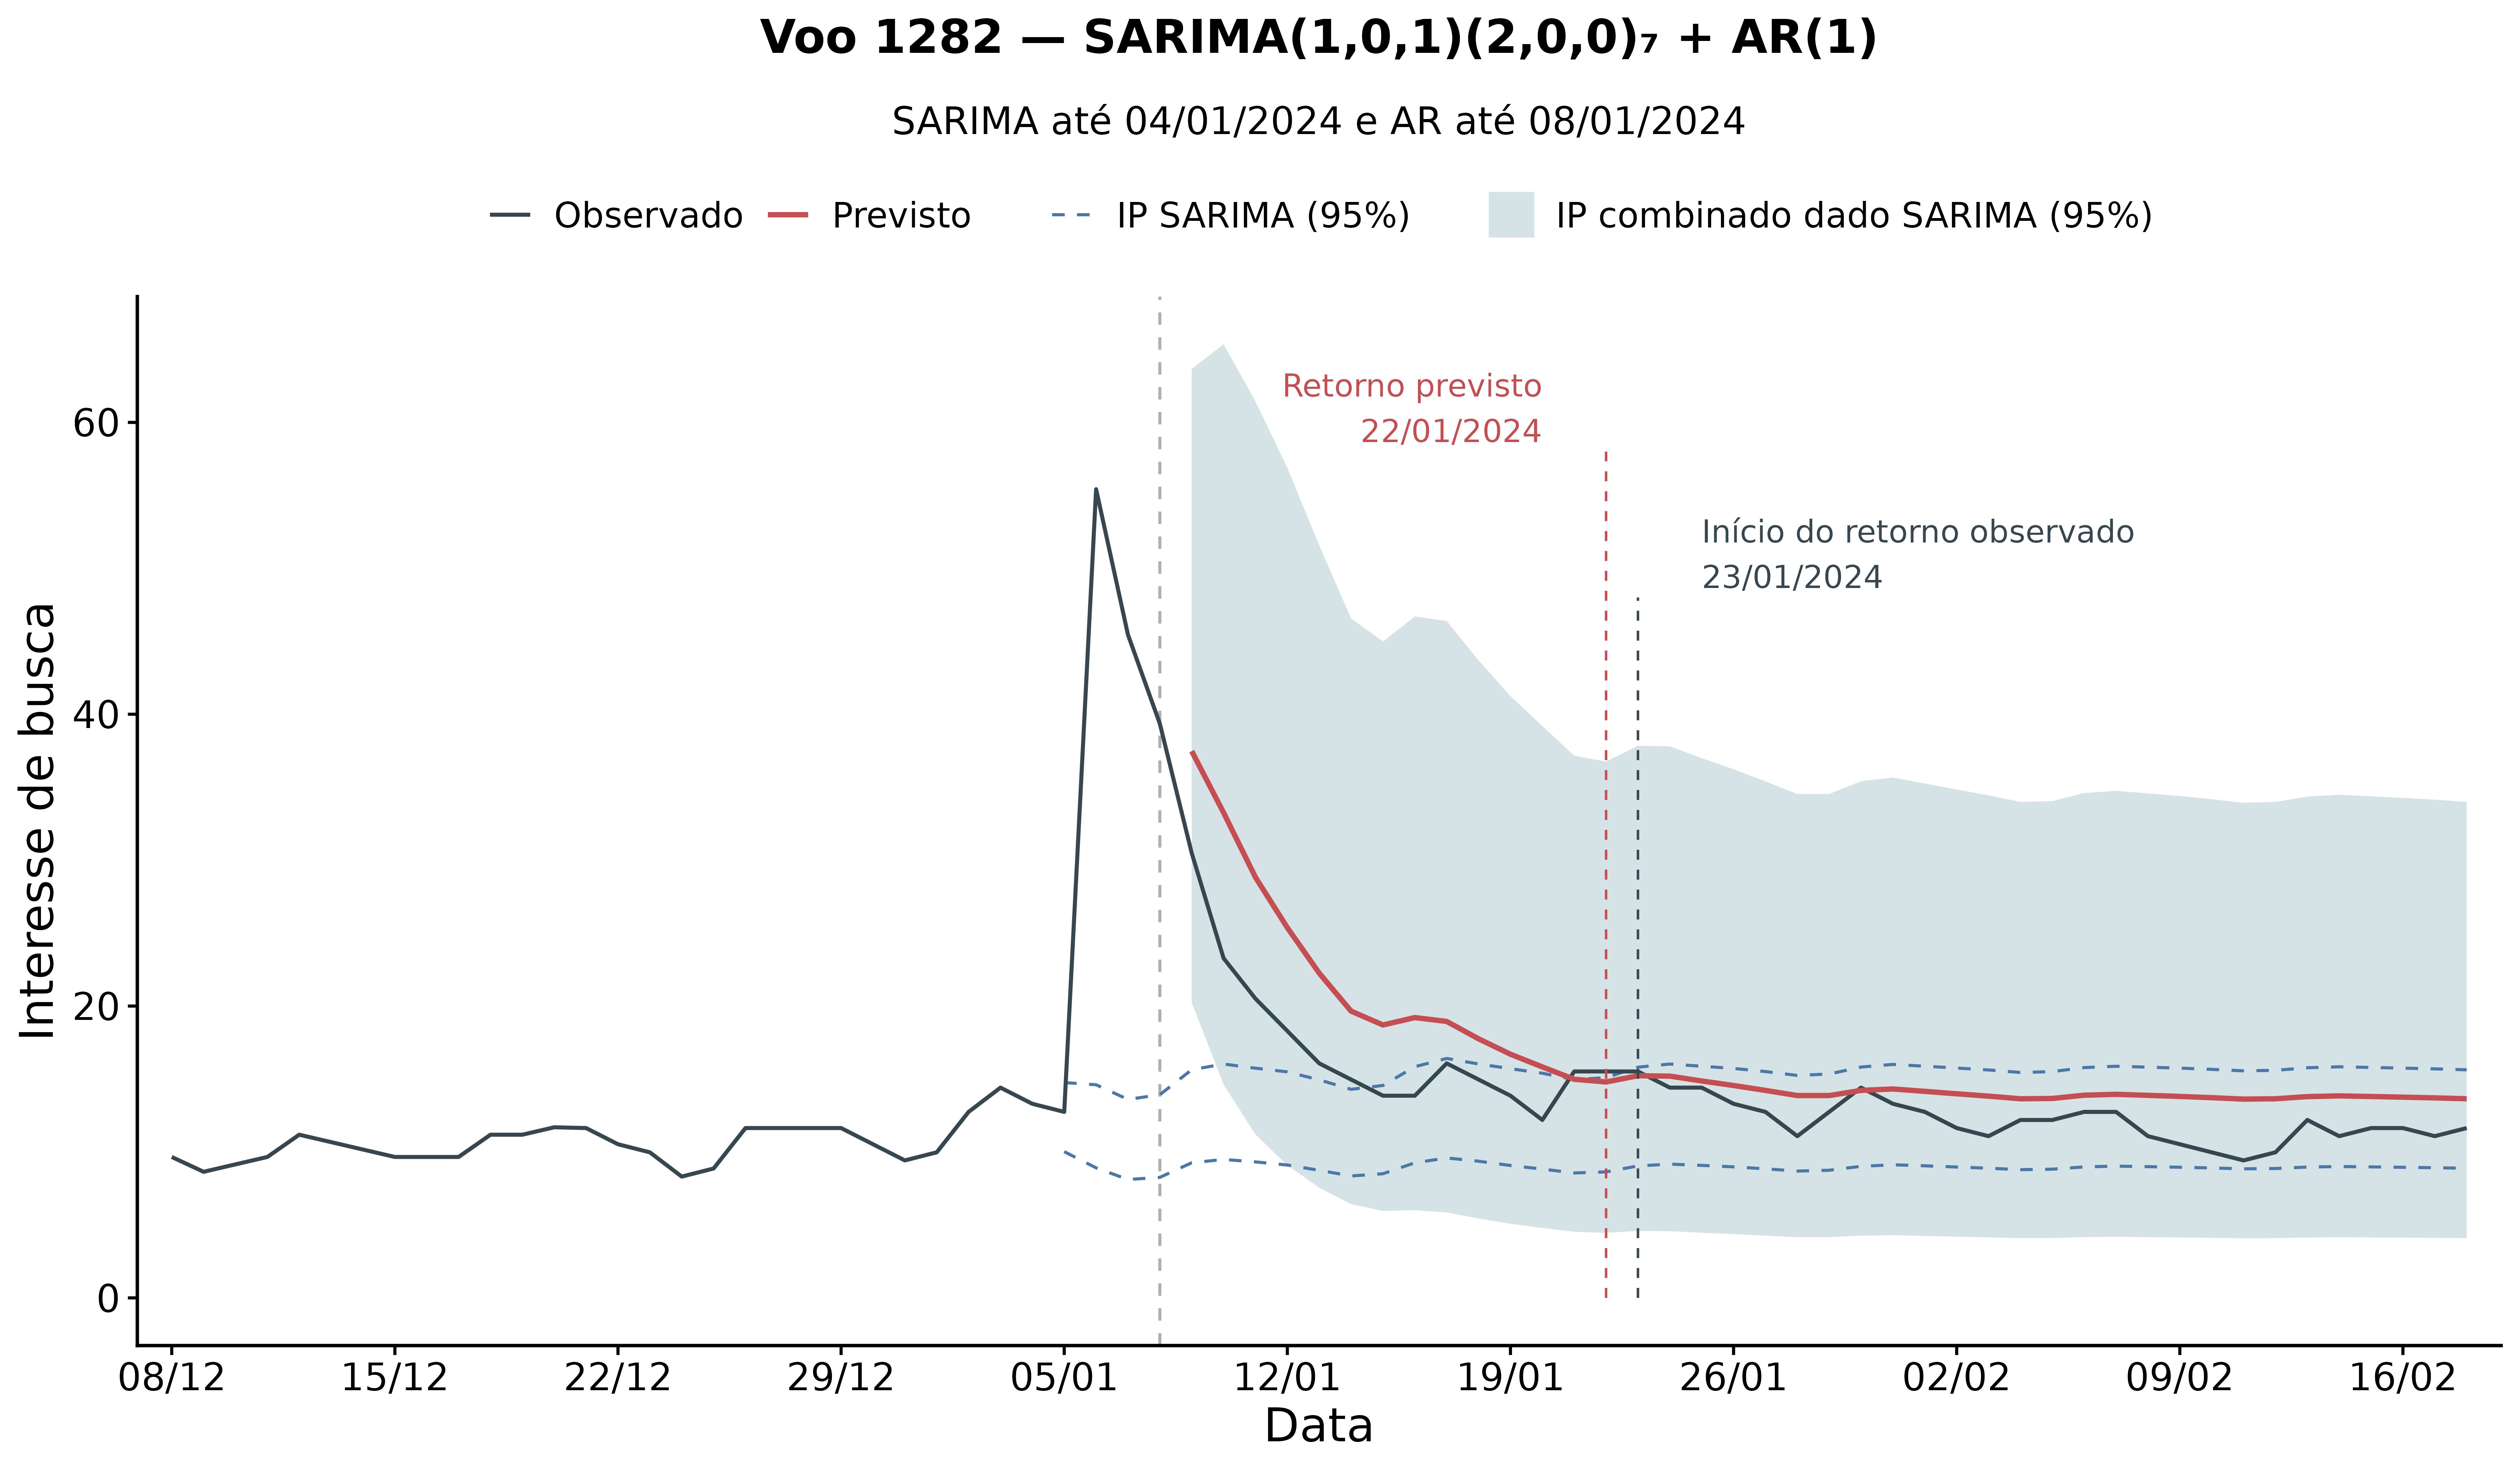 Voo 1282 — SARIMA(1,0,1)(2,0,0)₇ + AR(1)
SARIMA até 04/01/2024 e AR até 08/01/2024
Observado Previsto IP SARIMA (95%) IP combinado dado SARIMA (95%)
Retorno previsto
22/01/2024
Início do retorno observado
23/01/2024
Interesse de busca
60
40
20
0
08/12 15/12 22/12 29/12 05/01 12/01 19/01 26/01 02/02 09/02 16/02
Data